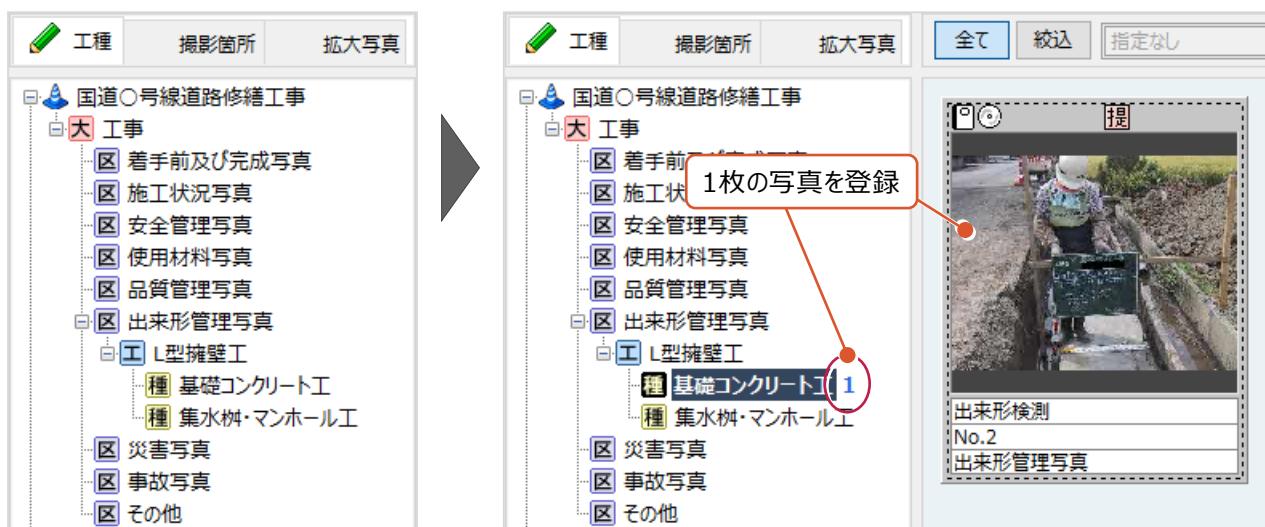 工種
撮影箇所
拡大写真
国道○号線道路修繕工事
大 工事
区 着手前及び完成写真
区 施工状況写真
区 安全管理写真
区 使用材料写真
区 品質管理写真
区 出来形管理写真
工 L型擁壁工
種 基礎コンクリート工
種 集水桝・マンホール工
区 災害写真
区 事故写真
区 その他
工種
撮影箇所
拡大写真
国道○号線道路修繕工事
大 工事
区 着手前
区 施工状
区 安全管理写真
区 使用材料写真
区 品質管理写真
区 出来形管理写真
工 L型擁壁工
種 基礎コンクリート工 1
種 集水桝・マンホール工
区 災害写真
区 事故写真
区 その他
1枚の写真を登録
全て
絞込
指定なし
P
提
出来形検測
No.2
出来形管理写真